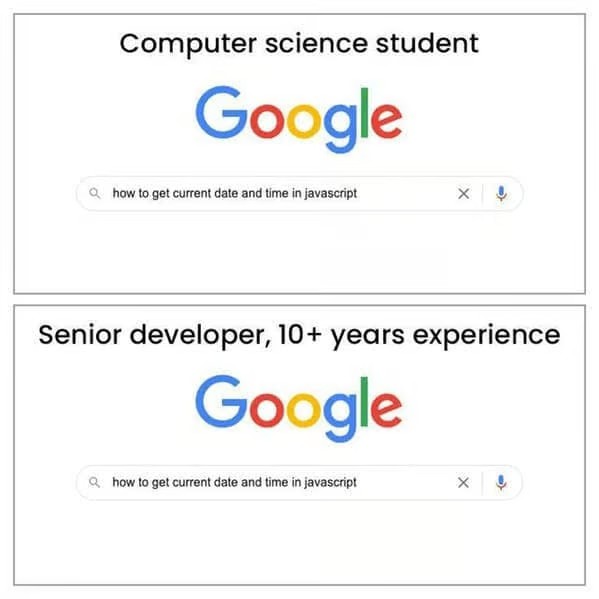 Computer science student
Google
how to get current date and time in javascript
Senior developer, 10+ years experience
Google
how to get current date and time in javascript